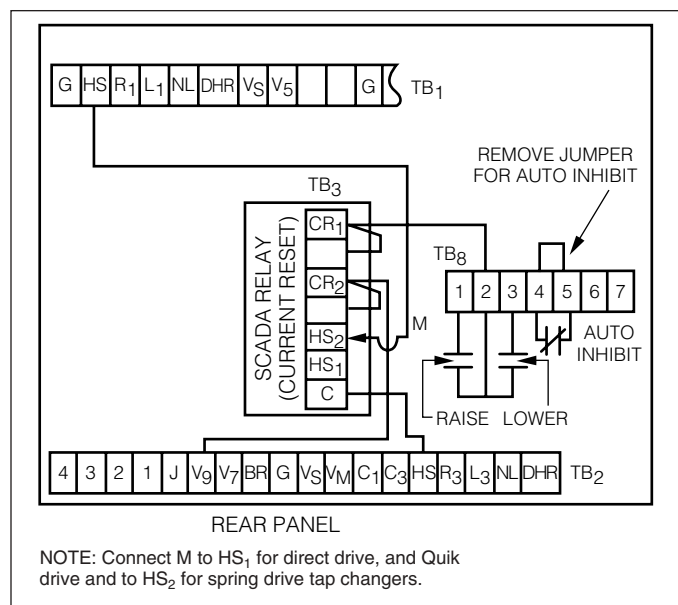 G HS R1 L1 NL DHR VS V5 G TB1
REMOVE JUMPER
FOR AUTO INHIBIT
TB3
SCADA RELAY
(CURRENT RESET)
CR1
CR2
HS2
HS1
C
M
TB8
1 2 3 4 5 6 7
AUTO
INHIBIT
RAISE LOWER
4 3 2 1 J V9 V7 BR G VS VM C1 C3 HS R3 L3 NL DHR TB2
REAR PANEL
NOTE: Connect M to HS1 for direct drive, and Quik
drive and to HS2 for spring drive tap changers.